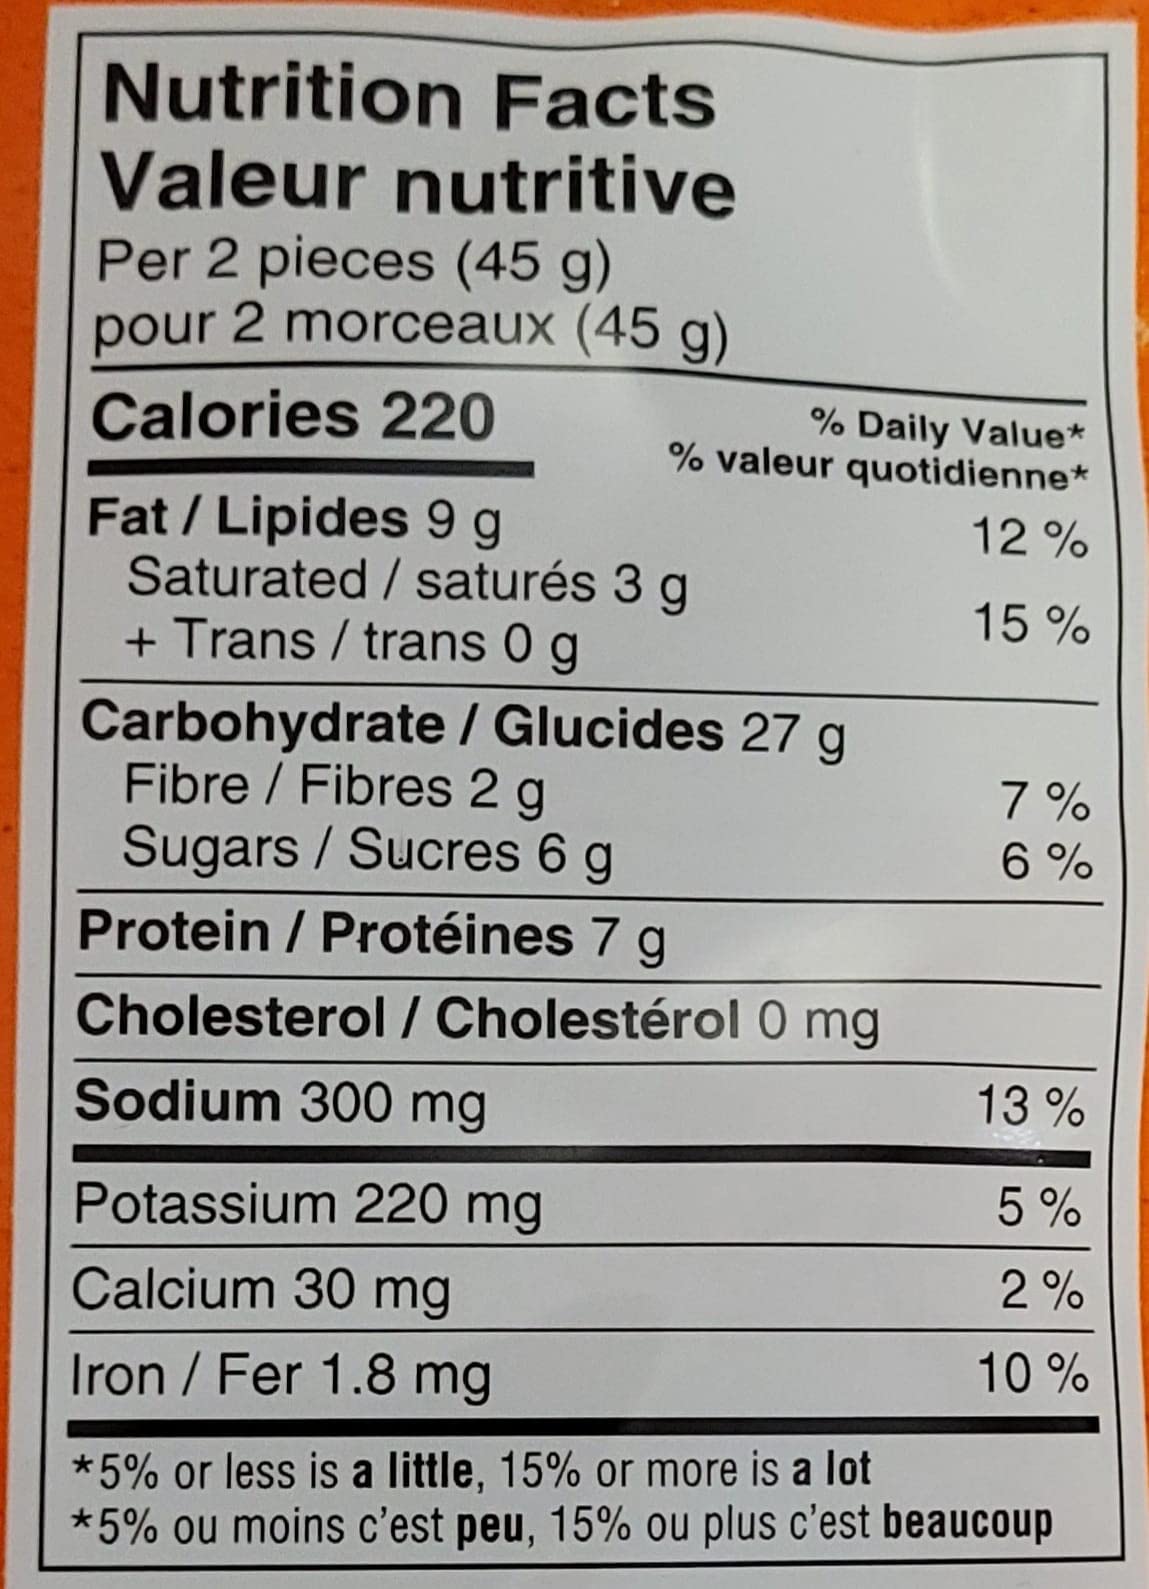 Nutrition Facts
Valeur nutritive
Per 2 pieces (45 g)
pour 2 morceaux (45 g)
Calories 220
% Daily Value*
% valeur quotidienne*
Fat / Lipides 9 g 12 %
Saturated / saturés 3 g
+ Trans / trans 0 g 15 %
Carbohydrate / Glucides 27 g
Fibre / Fibres 2 g 7 %
Sugars / Sucres 6 g 6 %
Protein / Protéines 7 g
Cholesterol / Cholestérol 0 mg
Sodium 300 mg 13 %
Potassium 220 mg 5 %
Calcium 30 mg 2 %
Iron / Fer 1.8 mg 10 %
*5% or less is a little, 15% or more is a lot
*5% ou moins c'est peu, 15% ou plus c'est beaucoup